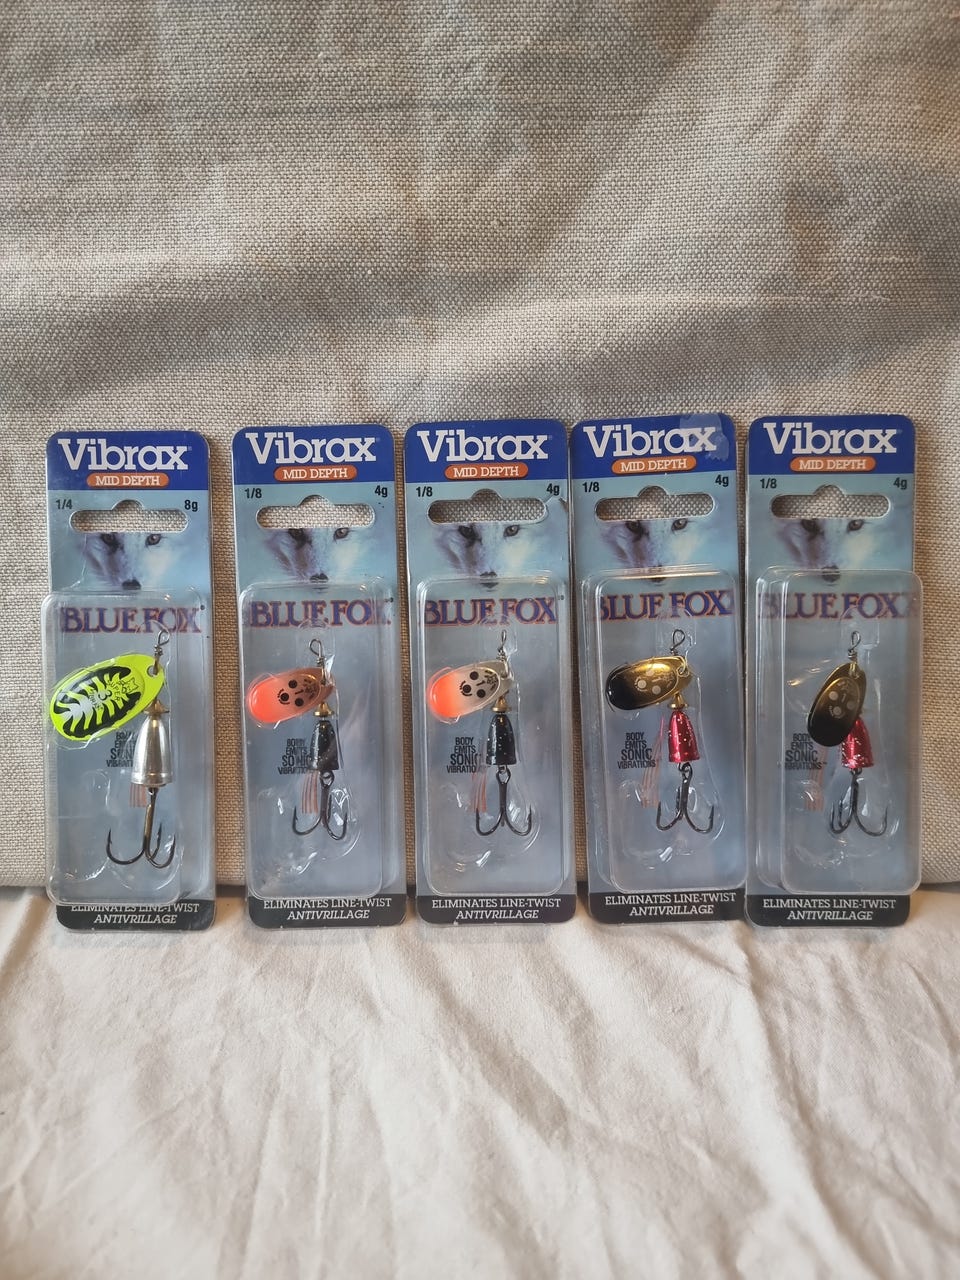 Vibrax®
MID DEPTH
1/4 8g
BLUE FOX®
BODY
EMITS
SONIC
VIBRATIONS
ELIMINATES LINE-TWIST
ANTIVRILLAGE
Vibrax®
MID DEPTH
1/8 4g
BLUE FOX®
BODY
EMITS
SONIC
VIBRATIONS
ELIMINATES LINE-TWIST
ANTIVRILLAGE
Vibrax®
MID DEPTH
1/8 4g
BLUE FOX®
BODY
EMITS
SONIC
VIBRATIONS
ELIMINATES LINE-TWIST
ANTIVRILLAGE
Vibrax
MID DEPTH
1/8 4g
BLUE FOX
BODY
EMITS
SONIC
VIBRATIONS
ELIMINATES LINE-TWIST
ANTIVRILLAGE
Vibrax®
MID DEPTH
1/8 4g
BLUE FOX
BODY
EMITS
SONIC
VIBRATIONS
ELIMINATES LINE-TWIST
ANTIVRILLAGE